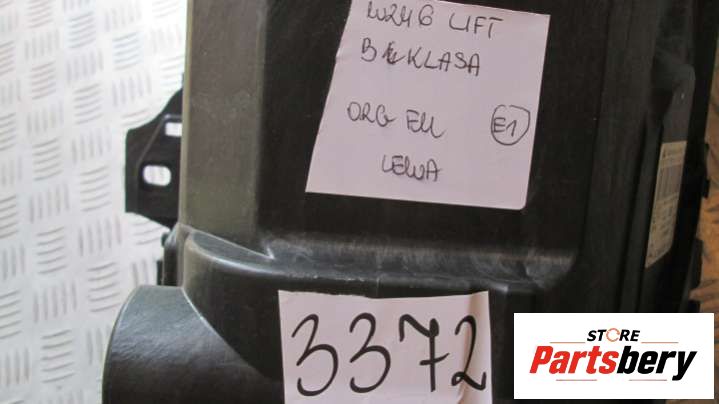 W246 LIFT
B KLASA
ORG EU E1
LEWA
3372
STORE
Partsbery